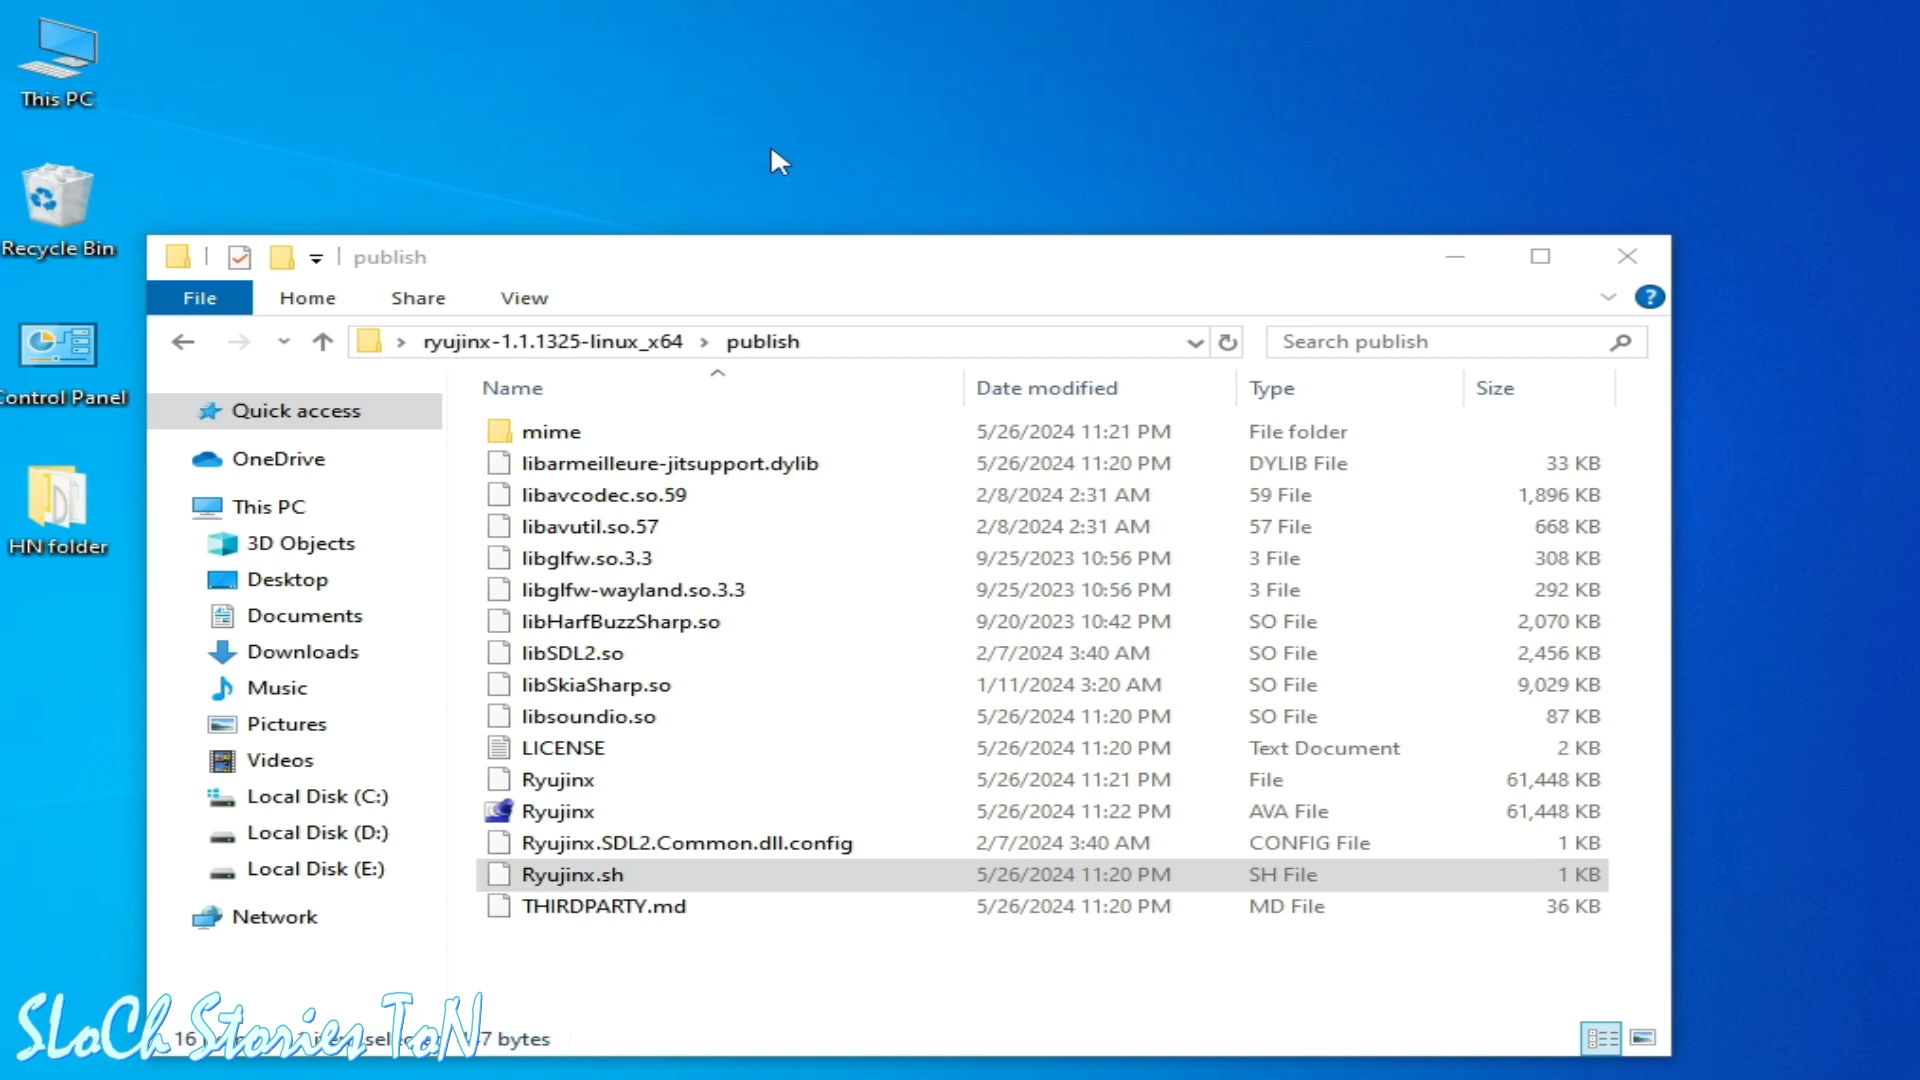 This PC
Recycle Bin
Control Panel
HN folder
publish
File Home Share View
ryujinx-1.1.1325-linux_x64 publish Search publish
Name Date modified Type Size
Quick access
OneDrive
This PC
3D Objects
Desktop
Documents
Downloads
Music
Pictures
Videos
Local Disk (C:)
Local Disk (D:)
Local Disk (E:)
Network
mime 5/26/2024 11:21 PM File folder
libarmeilleure-jitsupport.dylib 5/26/2024 11:20 PM DYLIB File 33 KB
libavcodec.so.59 2/8/2024 2:31 AM 59 File 1,896 KB
libavutil.so.57 2/8/2024 2:31 AM 57 File 668 KB
libglfw.so.3.3 9/25/2023 10:56 PM 3 File 308 KB
libglfw-wayland.so.3.3 9/25/2023 10:56 PM 3 File 292 KB
libHarfBuzzSharp.so 9/20/2023 10:42 PM SO File 2,070 KB
libSDL2.so 2/7/2024 3:40 AM SO File 2,456 KB
libSkiaSharp.so 1/11/2024 3:20 AM SO File 9,029 KB
libsoundio.so 5/26/2024 11:20 PM SO File 87 KB
LICENSE 5/26/2024 11:20 PM Text Document 2 KB
Ryujinx 5/26/2024 11:21 PM File 61,448 KB
Ryujinx 5/26/2024 11:22 PM AVA File 61,448 KB
Ryujinx.SDL2.Common.dll.config 2/7/2024 3:40 AM CONFIG File 1 KB
Ryujinx.sh 5/26/2024 11:20 PM SH File 1 KB
THIRDPARTY.md 5/26/2024 11:20 PM MD File 36 KB
SLoCh Stories ToN
16 bytes